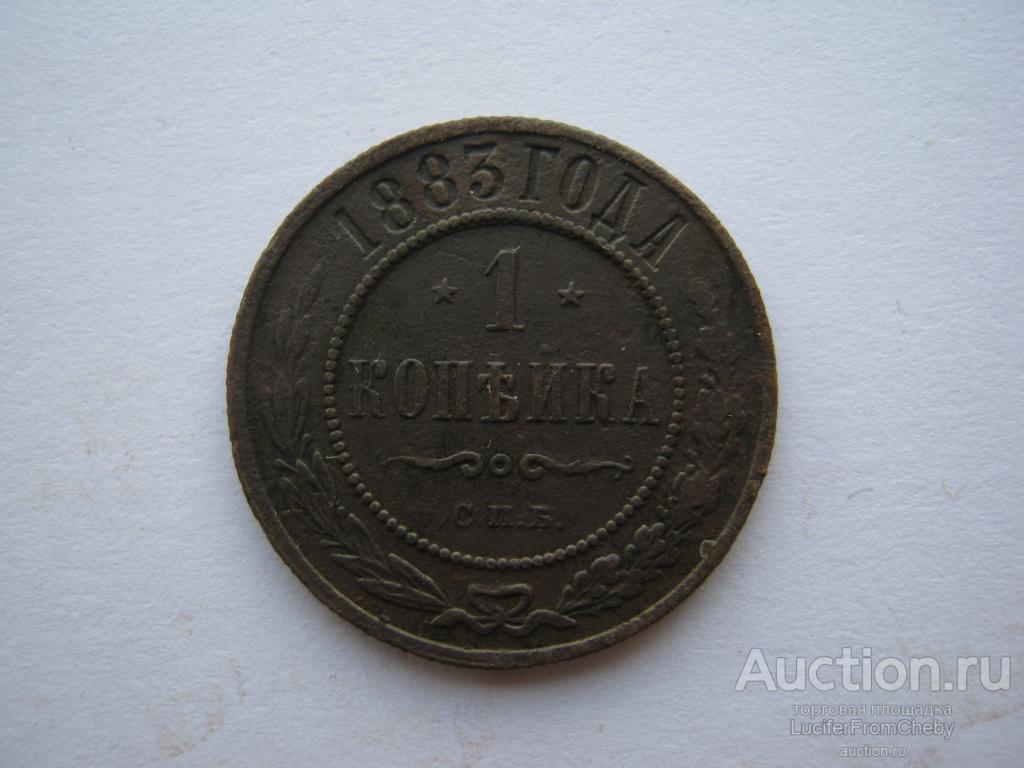 1883 ГОДА
1
КОПѢЙКА
С.П.Б.
Auction.ru
торговая площадка
LuciferFromCheby
auction.ru